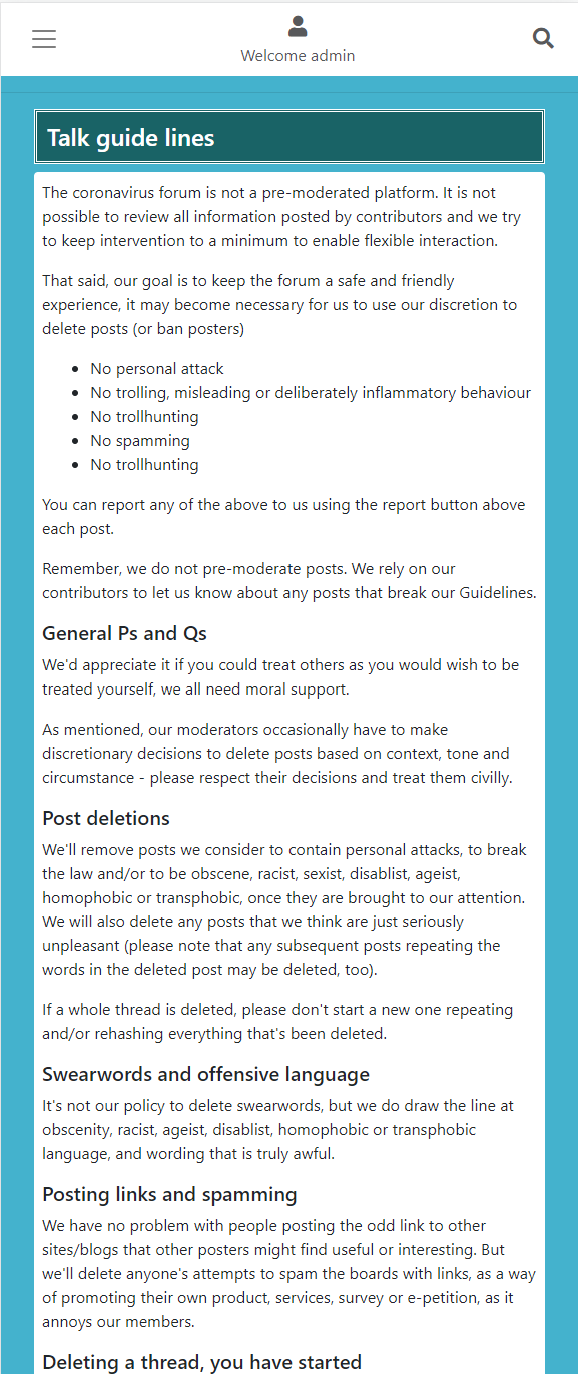 Welcome admin
Talk guide lines
The coronavirus forum is not a pre-moderated platform. It is not
possible to review all information posted by contributors and we try
to keep intervention to a minimum to enable flexible interaction.
That said, our goal is to keep the forum a safe and friendly
experience, it may become necessary for us to use our discretion to
delete posts (or ban posters)
• No personal attack
• No trolling, misleading or deliberately inflammatory behaviour
• No trollhunting
• No spamming
• No trollhunting
You can report any of the above to us using the report button above
each post.
Remember, we do not pre-moderate posts. We rely on our
contributors to let us know about any posts that break our Guidelines.
General Ps and Qs
We'd appreciate it if you could treat others as you would wish to be
treated yourself, we all need moral support.
As mentioned, our moderators occasionally have to make
discretionary decisions to delete posts based on context, tone and
circumstance - please respect their decisions and treat them civilly.
Post deletions
We'll remove posts we consider to contain personal attacks, to break
the law and/or to be obscene, racist, sexist, disablist, ageist,
homophobic or transphobic, once they are brought to our attention.
We will also delete any posts that we think are just seriously
unpleasant (please note that any subsequent posts repeating the
words in the deleted post may be deleted, too).
If a whole thread is deleted, please don't start a new one repeating
and/or rehashing everything that's been deleted.
Swearwords and offensive language
It's not our policy to delete swearwords, but we do draw the line at
obscenity, racist, ageist, disablist, homophobic or transphobic
language, and wording that is truly awful.
Posting links and spamming
We have no problem with people posting the odd link to other
sites/blogs that other posters might find useful or interesting. But
we'll delete anyone's attempts to spam the boards with links, as a way
of promoting their own product, services, survey or e-petition, as it
annoys our members.
Deleting a thread, you have started